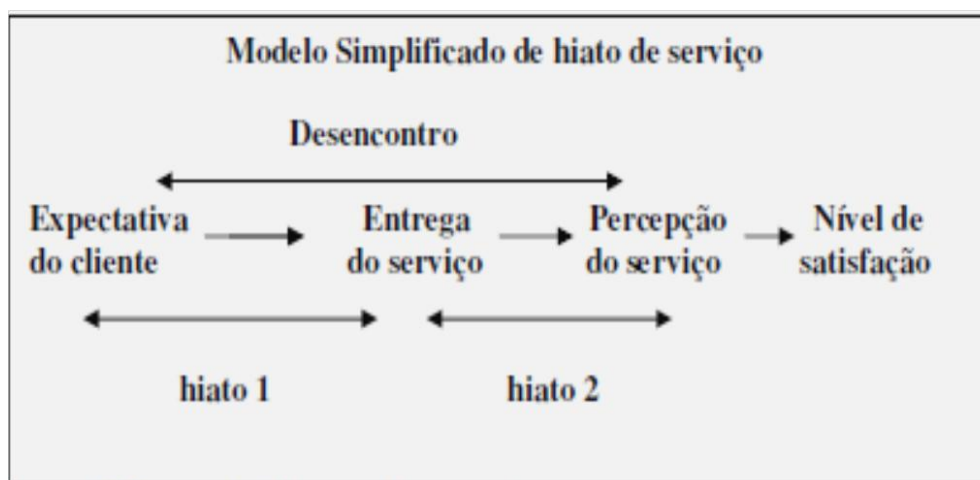 Modelo Simplificado de hiato de serviço
Desencontro
Expectativa
do cliente
Entrega
do serviço
Percepção
do serviço
Nível de
satisfação
hiato 1
hiato 2